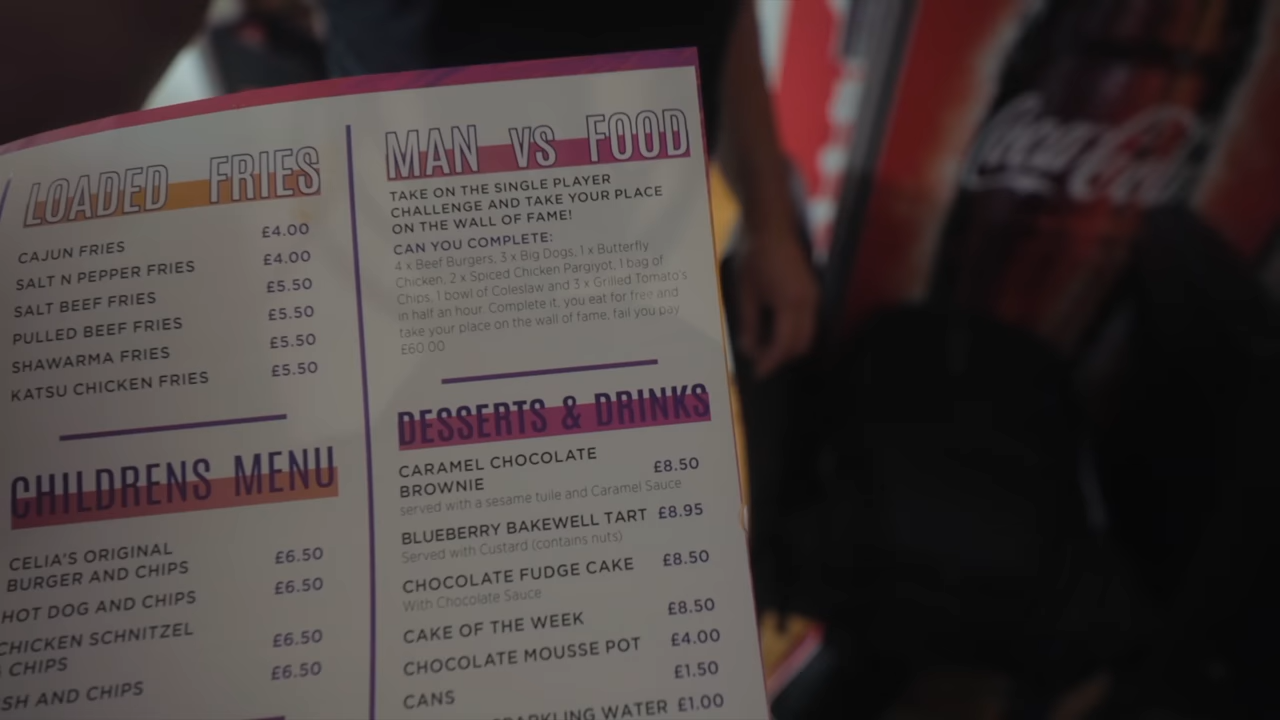 LOADED FRIES
CAJUN FRIES £4.00
SALT N PEPPER FRIES £4.00
SALT BEEF FRIES £5.50
PULLED BEEF FRIES £5.50
SHAWARMA FRIES £5.50
KATSU CHICKEN FRIES £5.50
CHILDRENS MENU
CELIA'S ORIGINAL
BURGER AND CHIPS £6.50
HOT DOG AND CHIPS £6.50
CHICKEN SCHNITZEL
CHIPS £6.50
AND CHIPS £6.50
MAN VS FOOD
TAKE ON THE SINGLE PLAYER
CHALLENGE AND TAKE YOUR PLACE
ON THE WALL OF FAME!
CAN YOU COMPLETE:
4 x Beef Burgers, 3 x Big Dogs, 1 x Butterfly
Chicken, 2 x Spiced Chicken Pargiyot, 1 bag of
Chips, 1 bowl of Coleslaw and 3 x Grilled Tomato's
in half an hour. Complete it, you eat for free and
take your place on the wall of fame, fail you pay
£60.00
DESSERTS & DRINKS
CARAMEL CHOCOLATE
BROWNIE £8.50
served with a sesame tuile and Caramel Sauce
BLUEBERRY BAKEWELL TART £8.95
Served with Custard (contains nuts)
CHOCOLATE FUDGE CAKE £8.50
With Chocolate Sauce
CAKE OF THE WEEK £8.50
CHOCOLATE MOUSSE POT £4.00
CANS £1.50
WATER £1.00
Coca-Cola